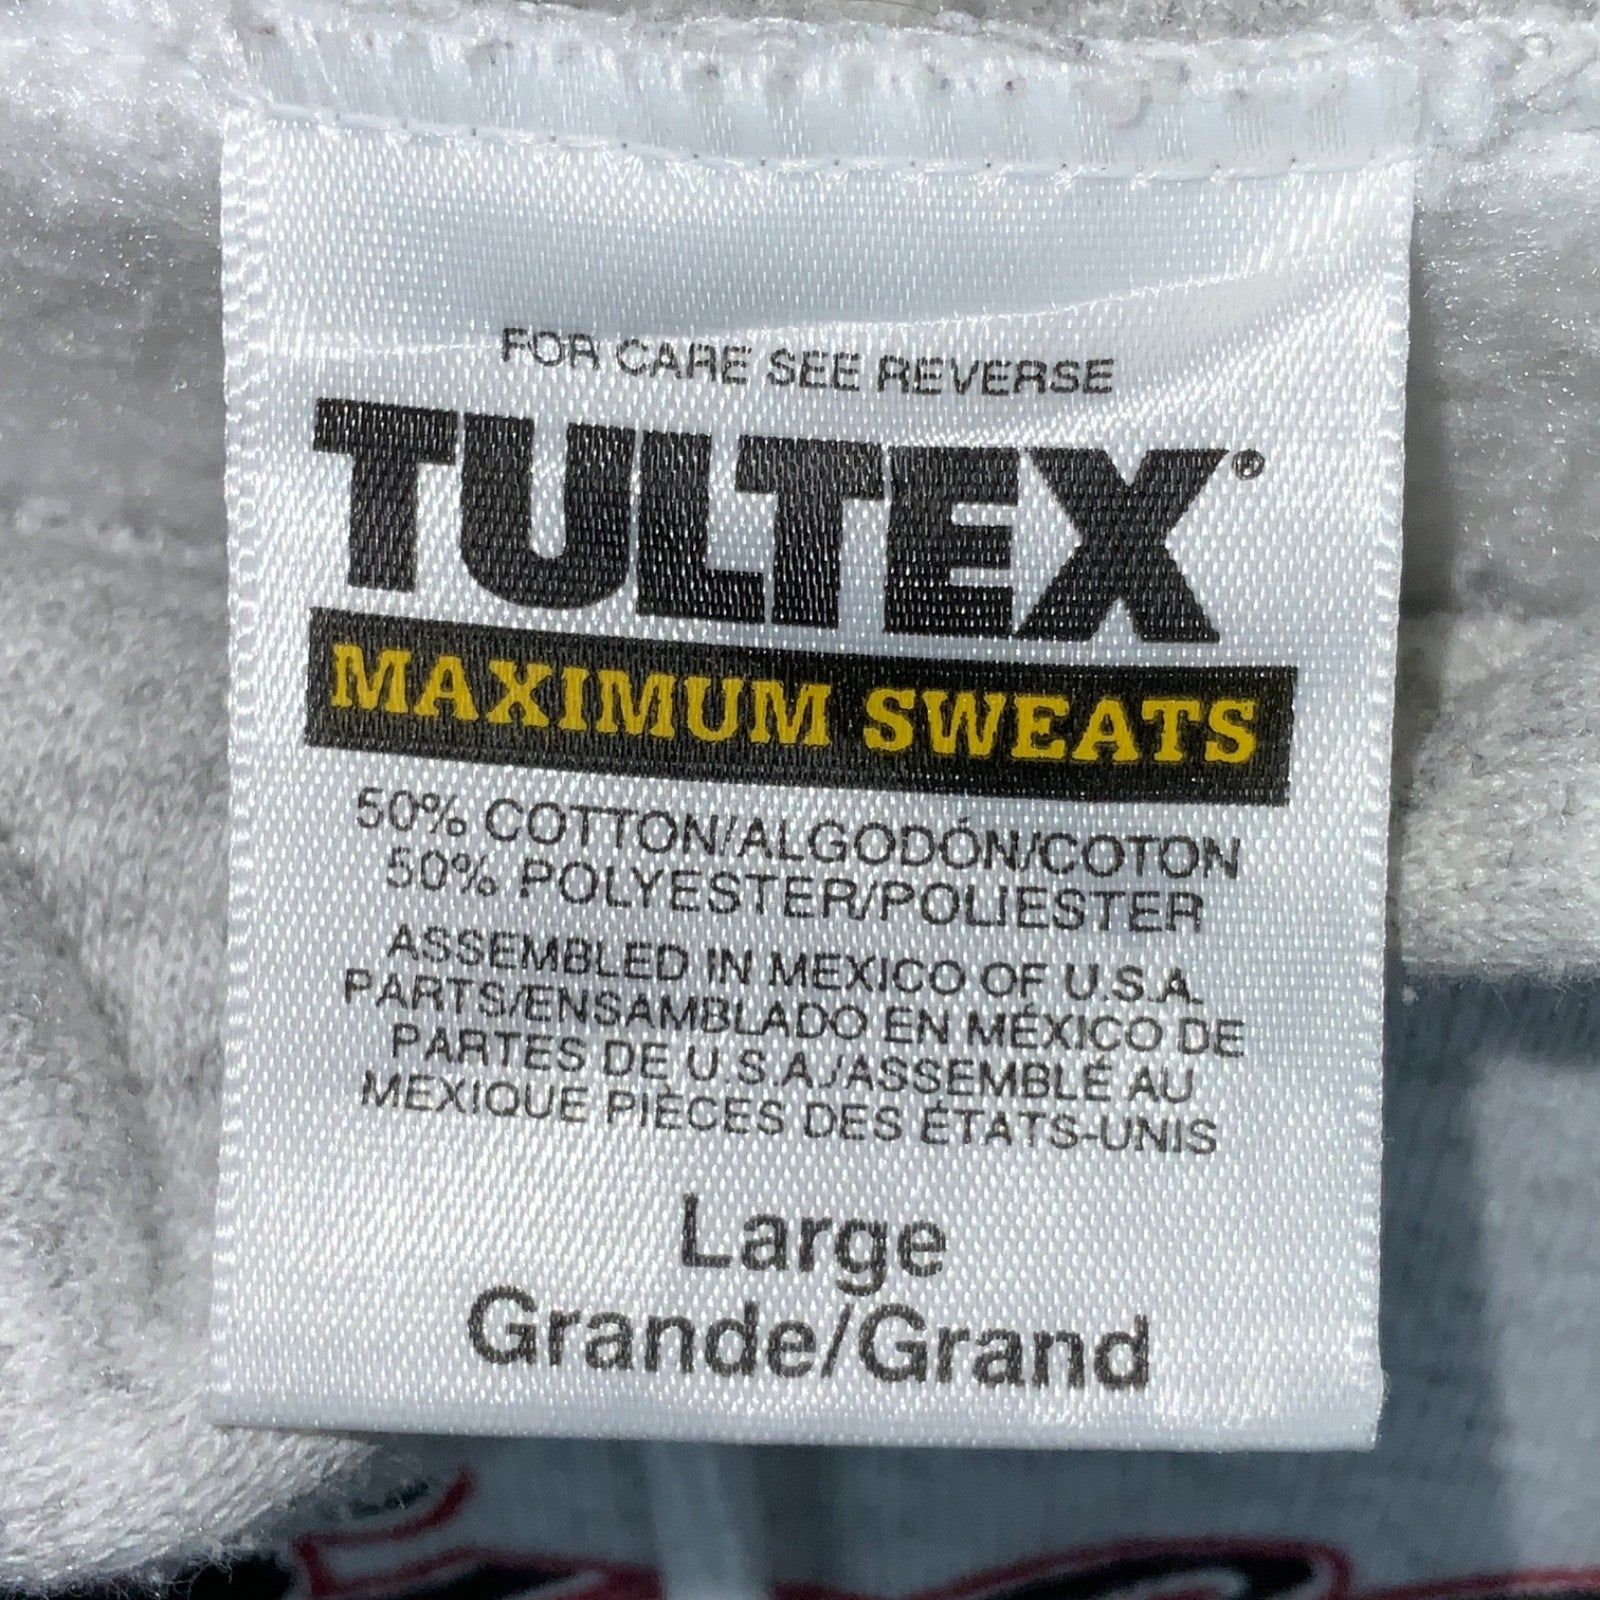 FOR CARE SEE REVERSE
TULTEX®
MAXIMUM SWEATS
50% COTTON/ALGODÓN/COTON
50% POLYESTER/POLIESTER
ASSEMBLED IN MEXICO OF U.S.A.
PARTS/ENSAMBLADO EN MÉXICO DE
PARTES DE U.S.A./ASSEMBLÉ AU
MEXIQUE PIÈCES DES ÉTATS-UNIS
Large
Grande/Grand